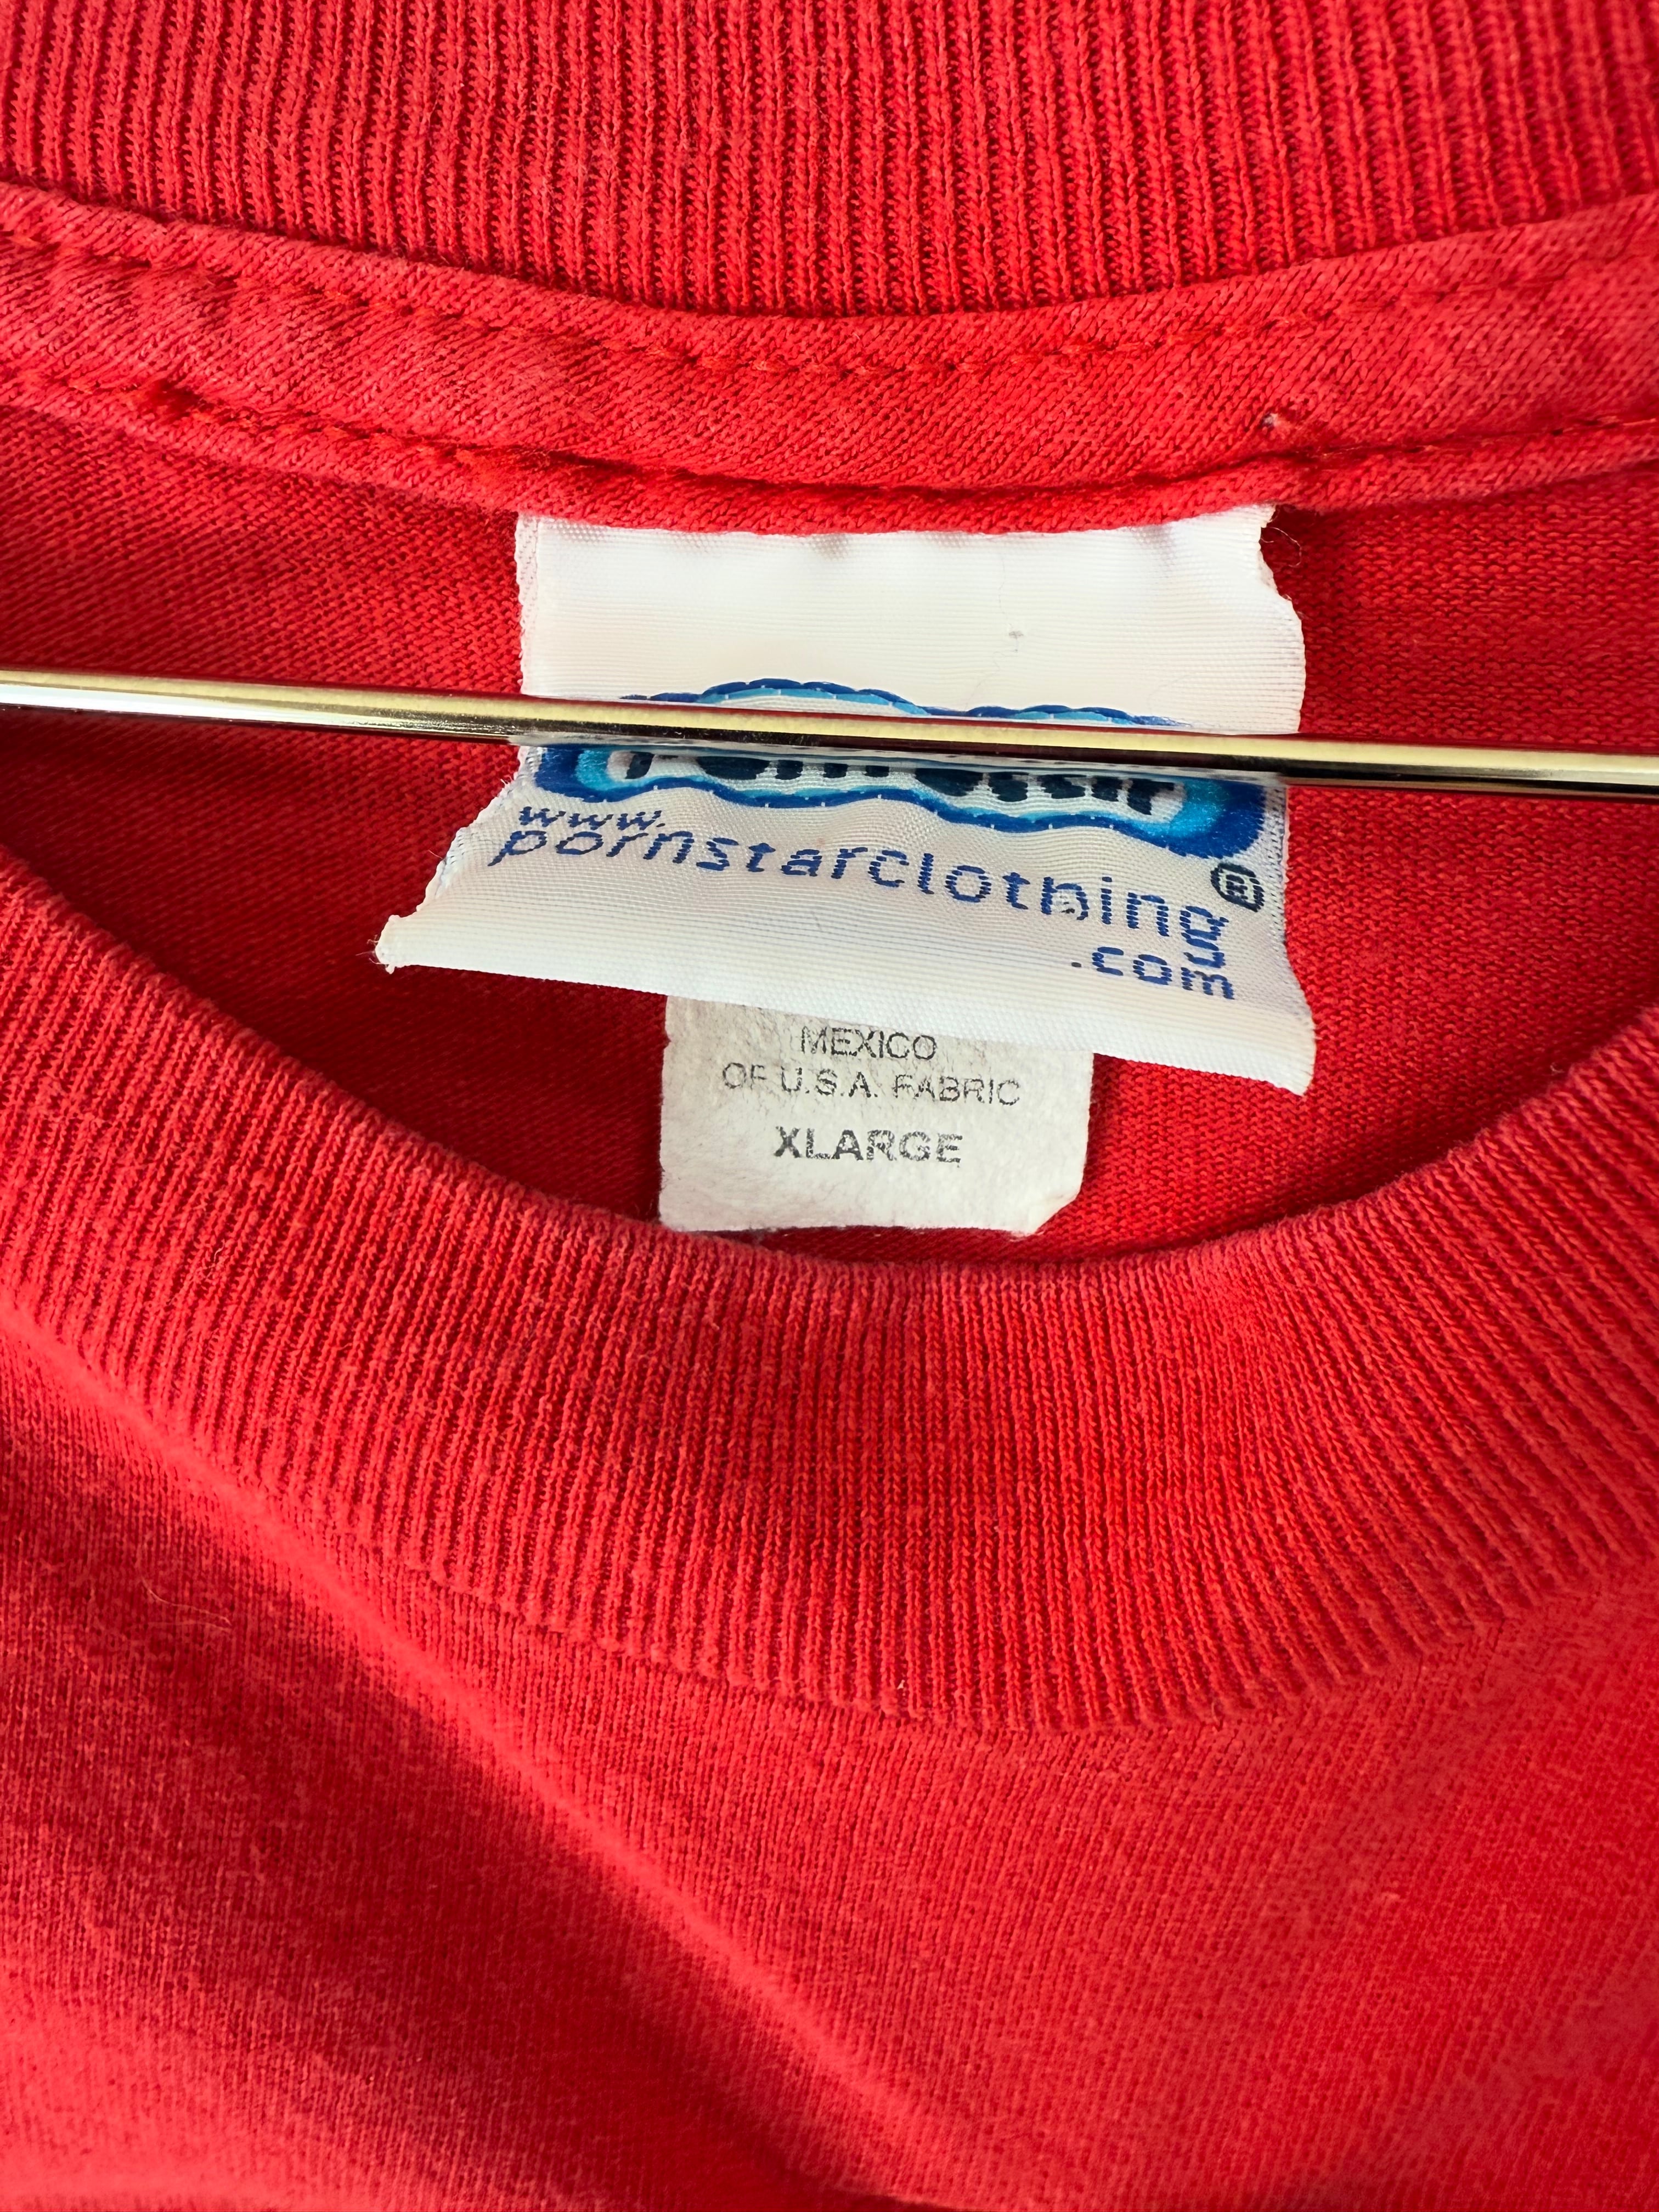 www.
pornstarclothing
.com
®
MEXICO
OF U.S.A. FABRIC
XLARGE